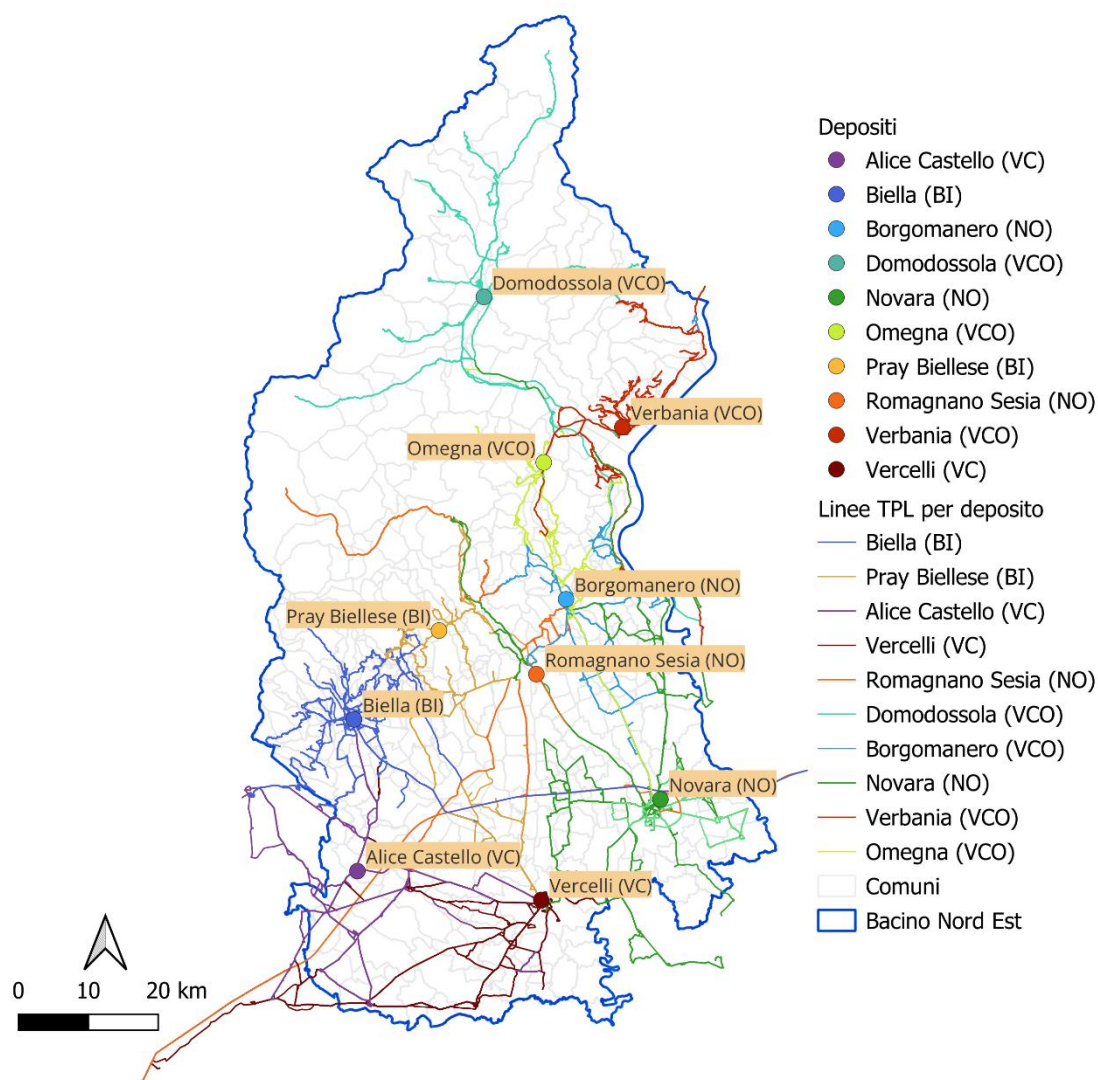 Domodossola (VCO)
Verbania (VCO)
Omegna (VCO)
Borgomanero (NO)
Pray Biellese (BI)
Romagnano Sesia (NO)
Biella (BI)
Novara (NO)
Alice Castello (VC)
Vercelli (VC)
0 10 20 km
Depositi
Alice Castello (VC)
Biella (BI)
Borgomanero (NO)
Domodossola (VCO)
Novara (NO)
Omegna (VCO)
Pray Biellese (BI)
Romagnano Sesia (NO)
Verbania (VCO)
Vercelli (VC)
Linee TPL per deposito
Biella (BI)
Pray Biellese (BI)
Alice Castello (VC)
Vercelli (VC)
Romagnano Sesia (NO)
Domodossola (VCO)
Borgomanero (VCO)
Novara (NO)
Verbania (VCO)
Omegna (VCO)
Comuni
Bacino Nord Est